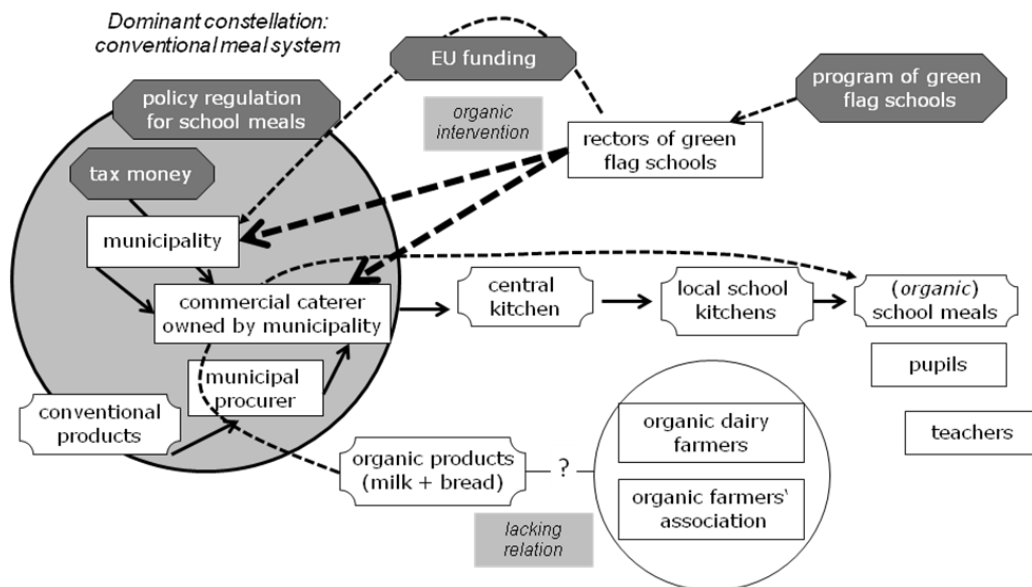 Dominant constellation:
conventional meal system
EU funding
program of green
flag schools
policy regulation
for school meals
organic
intervention
rectors of green
flag schools
tax money
municipality
commercial caterer
owned by municipality
central
kitchen
local school
kitchens
(organic)
school meals
municipal
procurer
pupils
conventional
products
organic dairy
farmers
teachers
organic products
(milk + bread)
?
organic farmers‘
association
lacking
relation